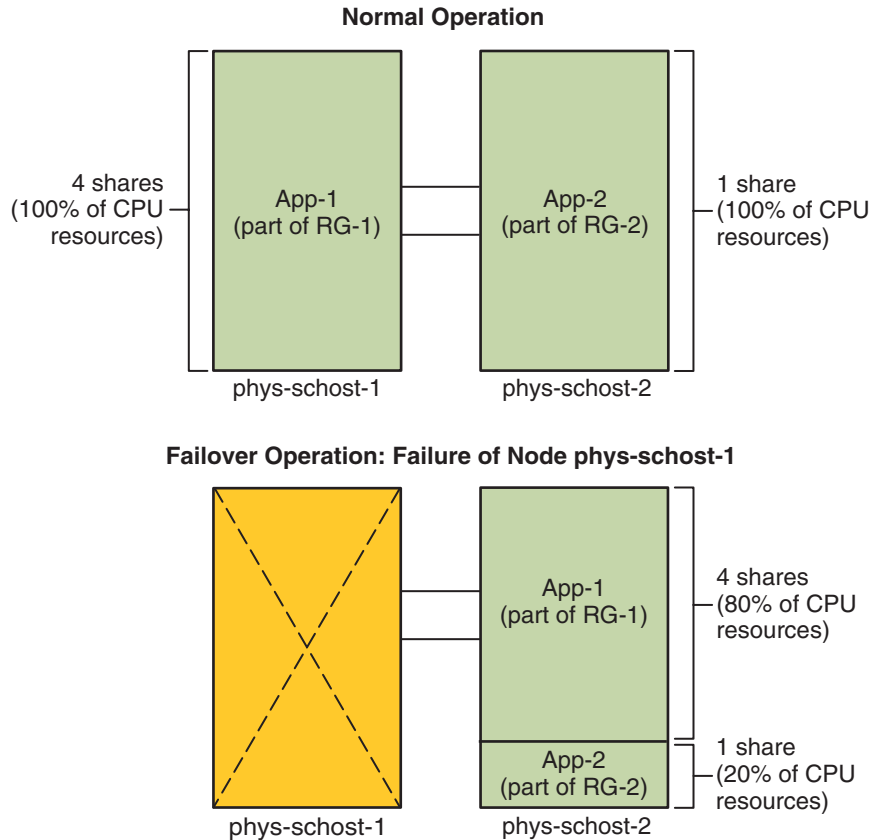 Normal Operation
4 shares
(100% of CPU
resources)
App-1
(part of RG-1)
App-2
(part of RG-2)
1 share
(100% of CPU
resources)
phys-schost-1
phys-schost-2
Failover Operation: Failure of Node phys-schost-1
App-1
(part of RG-1)
4 shares
(80% of CPU
resources)
App-2
(part of RG-2)
1 share
(20% of CPU
resources)
phys-schost-1
phys-schost-2